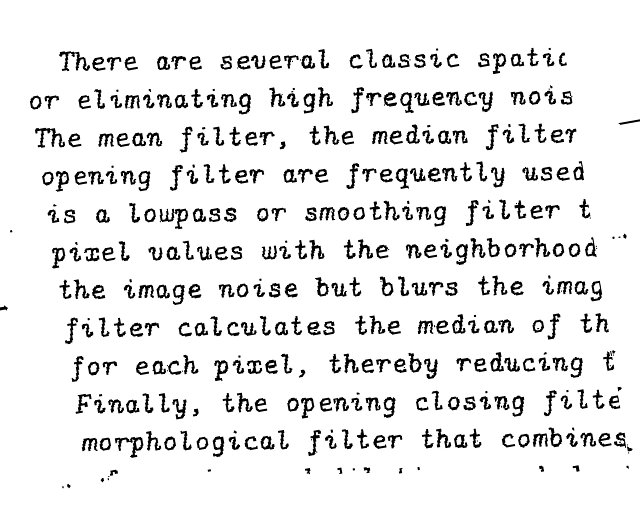 There are several classic spatic
or eliminating high frequency nois
The mean filter, the median filter
opening filter are frequently used
is a lowpass or smoothing filter t
pixel values with the neighborhood
the image noise but blurs the imag
filter calculates the median of th
for each pixel, thereby reducing t
Finally, the opening closing filte
morphological filter that combines